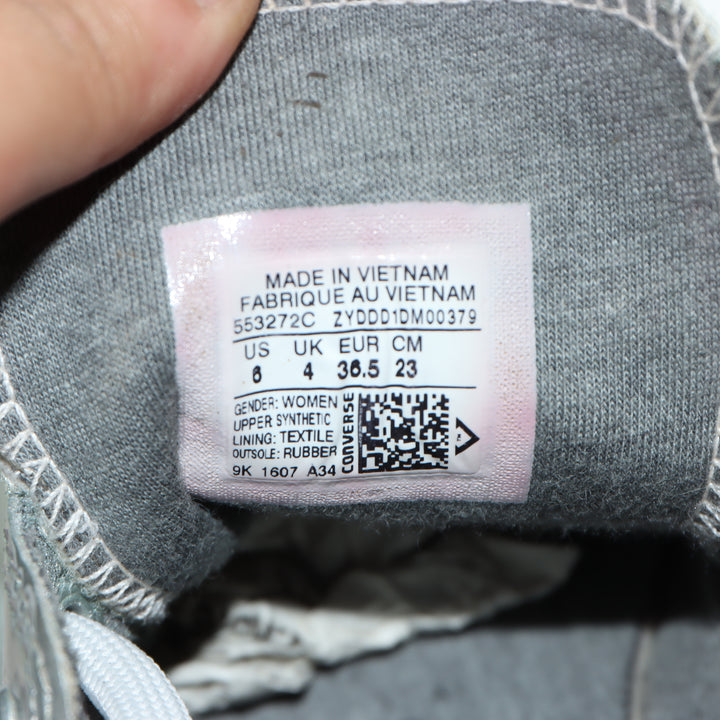 MADE IN VIETNAM
FABRIQUE AU VIETNAM
553272C ZYDDD1DM00379
US UK EUR CM
6 4 36.5 23
GENDER: WOMEN
UPPER: SYNTHETIC
LINING: TEXTILE
OUTSOLE: RUBBER
9K 1607 A34
CONVERSE